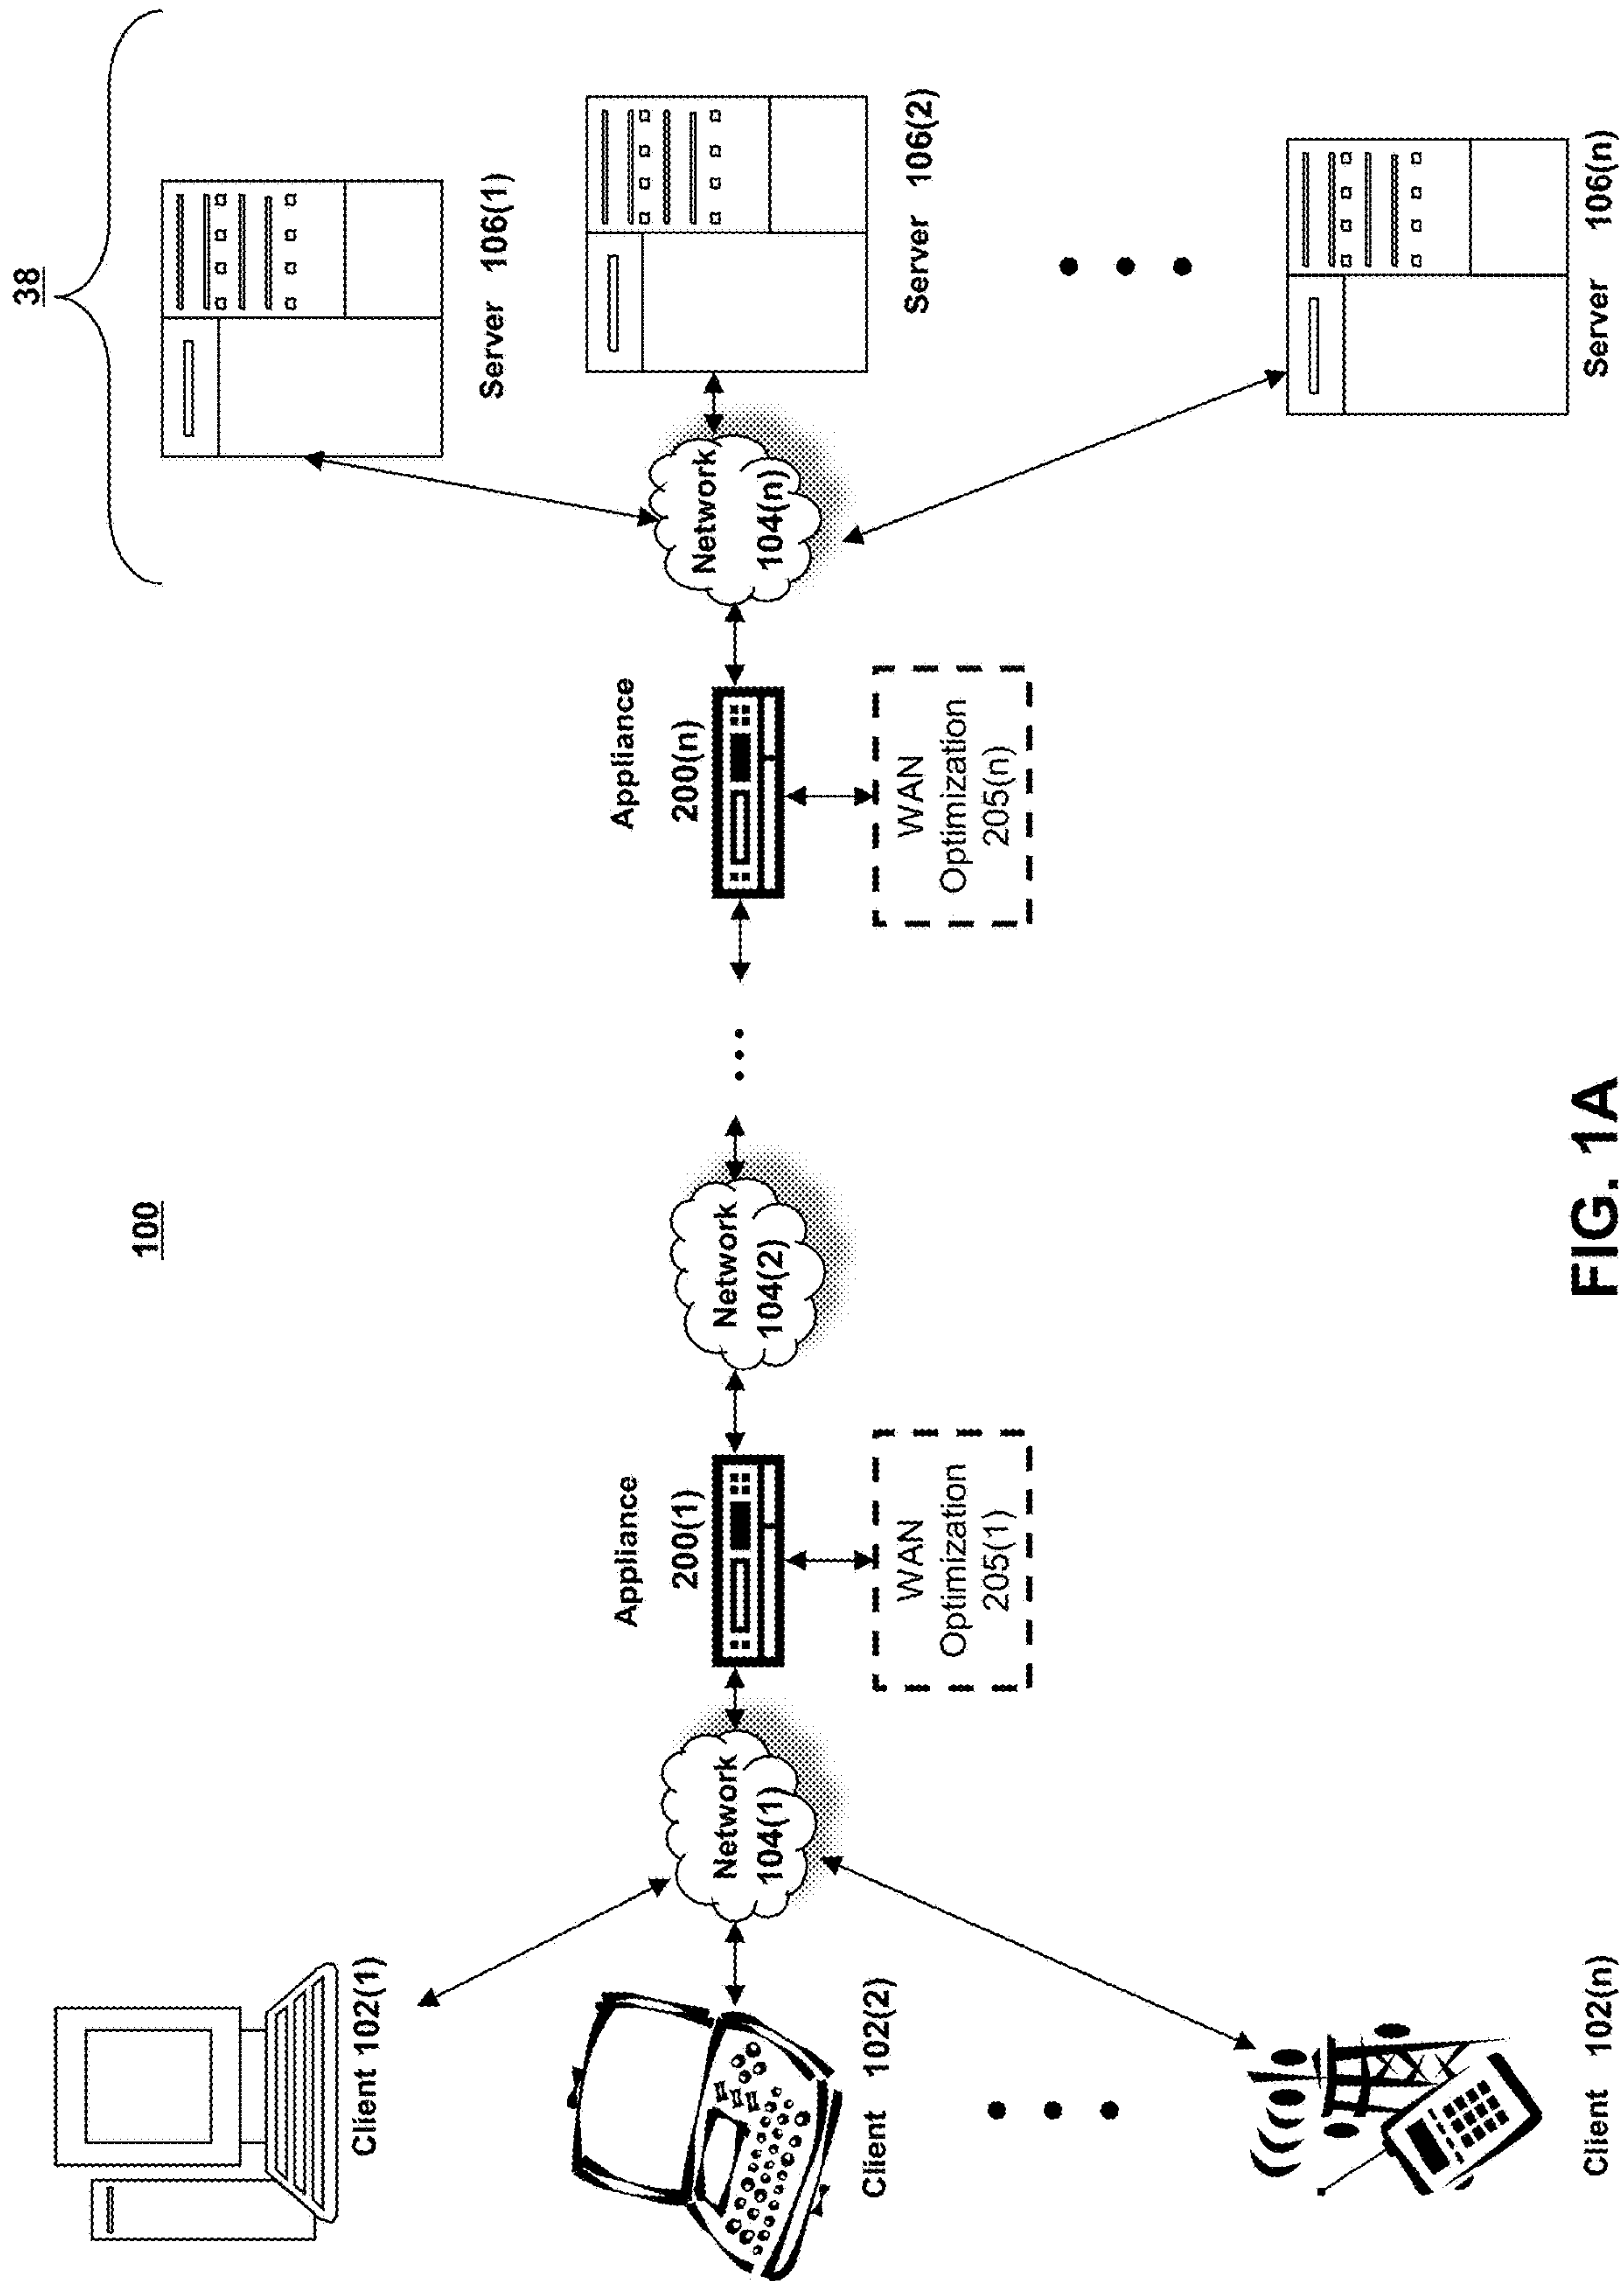 100
38
Client 102(1)
Client 102(2)
Client 102(n)
Network
104(1)
Appliance
200(1)
WAN
Optimization
205(1)
Network
104(2)
Appliance
200(n)
WAN
Optimization
205(n)
Network
104(n)
Server 106(1)
Server 106(2)
Server 106(n)
FIG. 1A